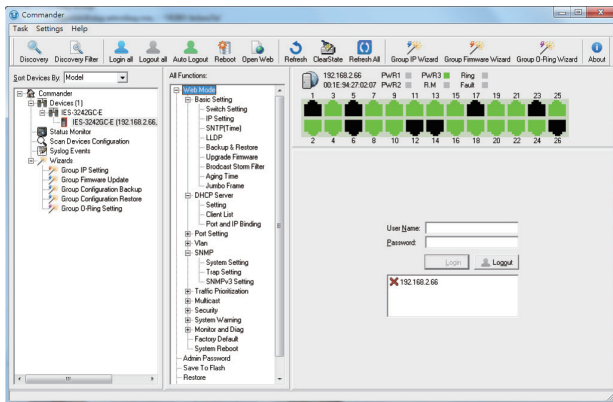 Commander
Task Settings Help
Discovery Discovery Filter Login all Logout all Auto Logout Reboot Open Web Refresh ClearState Refresh All Group IP Wizard Group Firmware Wizard Group O-Ring Wizard About
Sort Devices By: Model
Commander
Devices (1)
IES-3242GC-E
IES-3242GC-E (192.168.2.66,
Status Monitor
Scan Devices Configuration
Syslog Events
Wizards
Group IP Setting
Group Firmware Update
Group Configuration Backup
Group Configuration Restore
Group O-Ring Setting
All Functions:
Web Mode
Basic Setting
Switch Setting
IP Setting
SNTP(Time)
LLDP
Backup & Restore
Upgrade Firmware
Brodcast Storm Filter
Aging Time
Jumbo Frame
DHCP Server
Setting
Client List
Port and IP Binding
Port Setting
Vlan
SNMP
System Setting
Trap Setting
SNMPv3 Setting
Traffic Prioritization
Multicast
Security
System Warning
Monitor and Diag
Factory Default
System Reboot
Admin Password
Save To Flash
Restore
192.168.2.66 PWR1 PWR3 Ring
00:1E:94:27:02:07 PWR2 R.M Fault
1 3 5 7 9 11 13 15 17 19 21 23 25
2 4 6 8 10 12 14 16 18 20 22 24 26
User Name:
Password:
Login Logout
192.168.2.66